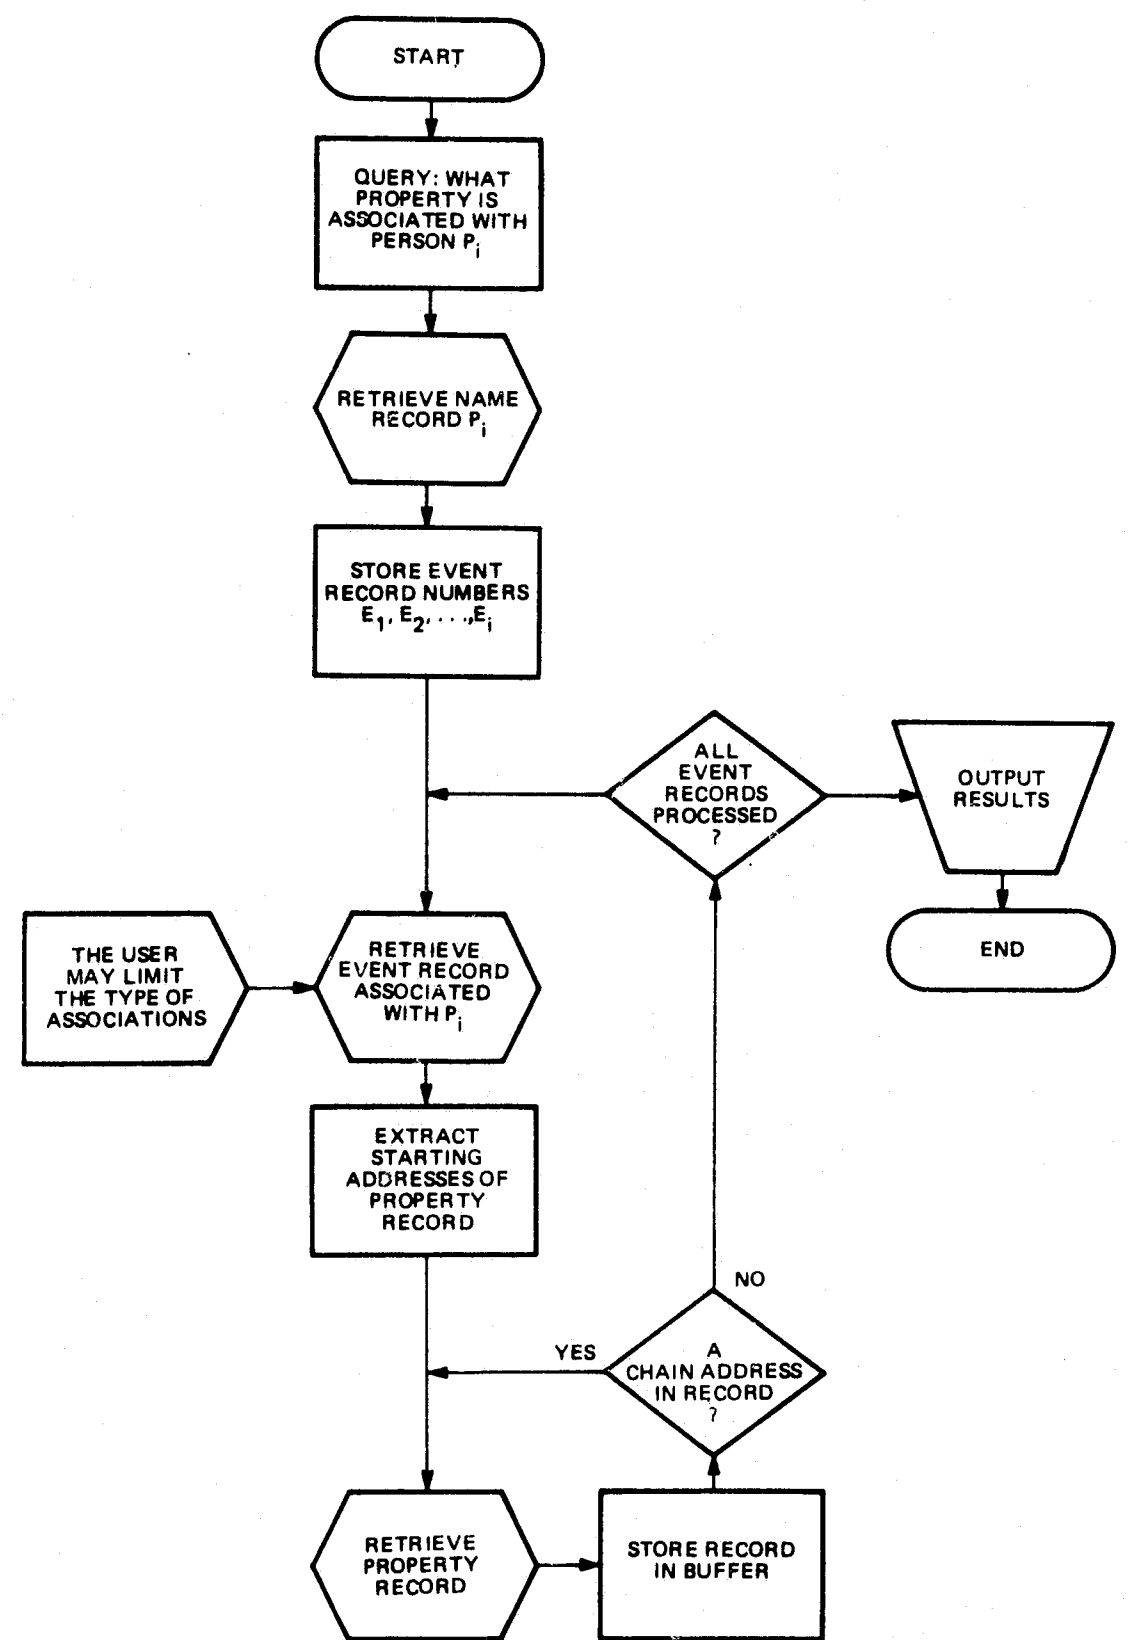 START
QUERY: WHAT
PROPERTY IS
ASSOCIATED WITH
PERSON Pi
RETRIEVE NAME
RECORD Pi
STORE EVENT
RECORD NUMBERS
E1, E2, . . .,Ei
ALL
EVENT
RECORDS
PROCESSED
?
OUTPUT
RESULTS
END
THE USER
MAY LIMIT
THE TYPE OF
ASSOCIATIONS
RETRIEVE
EVENT RECORD
ASSOCIATED
WITH Pi
EXTRACT
STARTING
ADDRESSES OF
PROPERTY
RECORD
NO
YES
A
CHAIN ADDRESS
IN RECORD
?
RETRIEVE
PROPERTY
RECORD
STORE RECORD
IN BUFFER